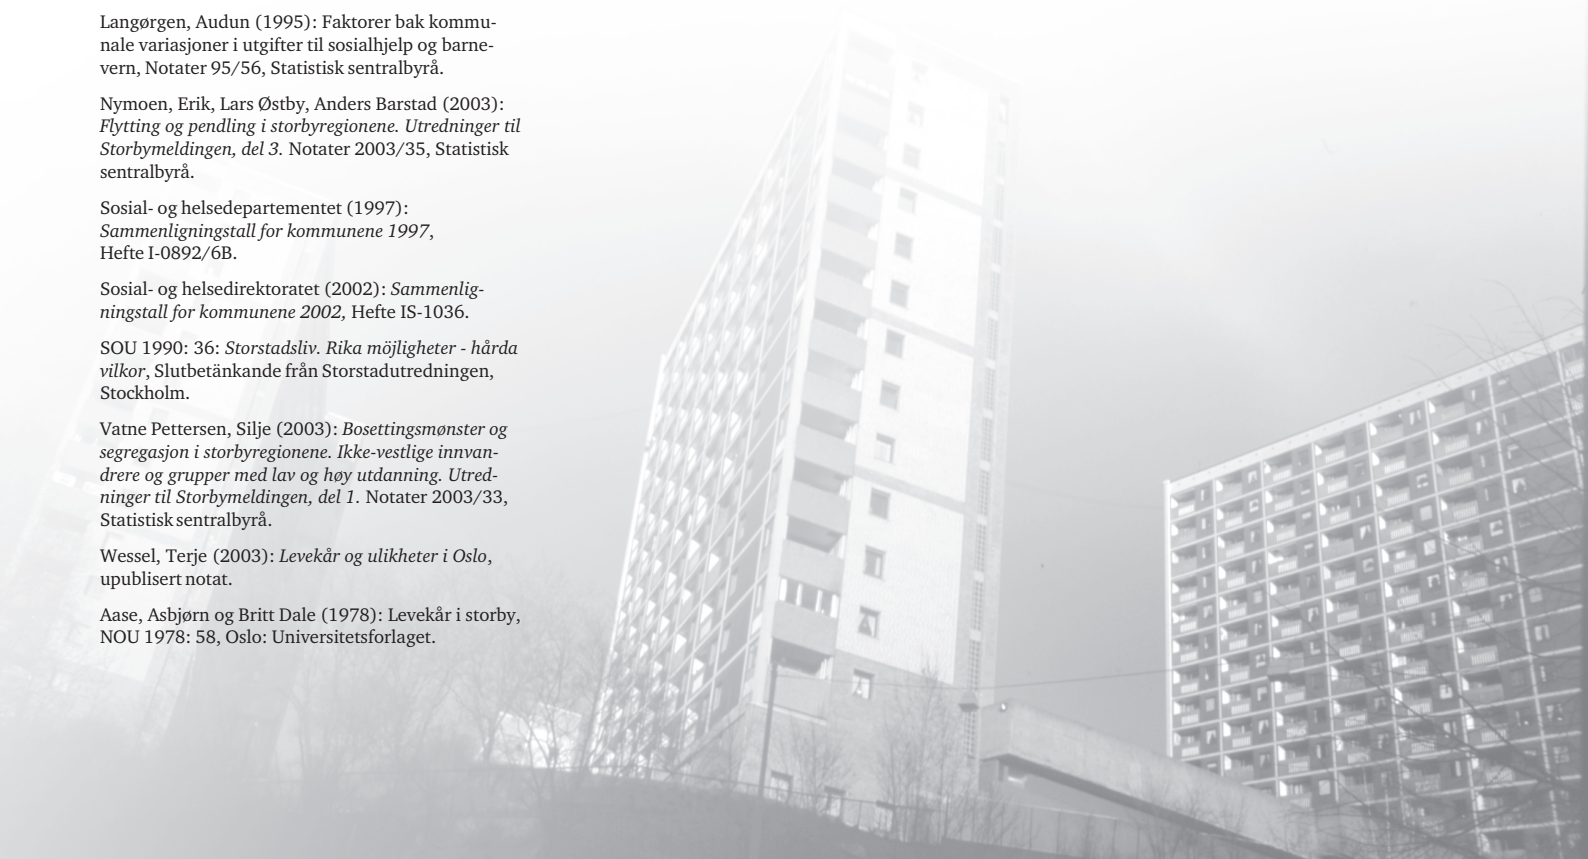 Langørgen, Audun (1995): Faktorer bak kommu-
nale variasjoner i utgifter til sosialhjelp og barne-
vern, Notater 95/56, Statistisk sentralbyrå.
Nymoen, Erik, Lars Østby, Anders Barstad (2003):
Flytting og pendling i storbyregionene. Utredninger til
Storbymeldingen, del 3. Notater 2003/35, Statistisk
sentralbyrå.
Sosial- og helsedepartementet (1997):
Sammenligningstall for kommunene 1997,
Hefte I-0892/6B.
Sosial- og helsedirektoratet (2002): Sammenlig-
ningstall for kommunene 2002, Hefte IS-1036.
SOU 1990: 36: Storstadsliv. Rika möjligheter - hårda
vilkor, Slutbetänkande från Storstadutredningen,
Stockholm.
Vatne Pettersen, Silje (2003): Bosettingsmønster og
segregasjon i storbyregionene. Ikke-vestlige innvan-
drere og grupper med lav og høy utdanning. Utred-
ninger til Storbymeldingen, del 1. Notater 2003/33,
Statistisk sentralbyrå.
Wessel, Terje (2003): Levekår og ulikheter i Oslo,
upublisert notat.
Aase, Asbjørn og Britt Dale (1978): Levekår i storby,
NOU 1978: 58, Oslo: Universitetsforlaget.